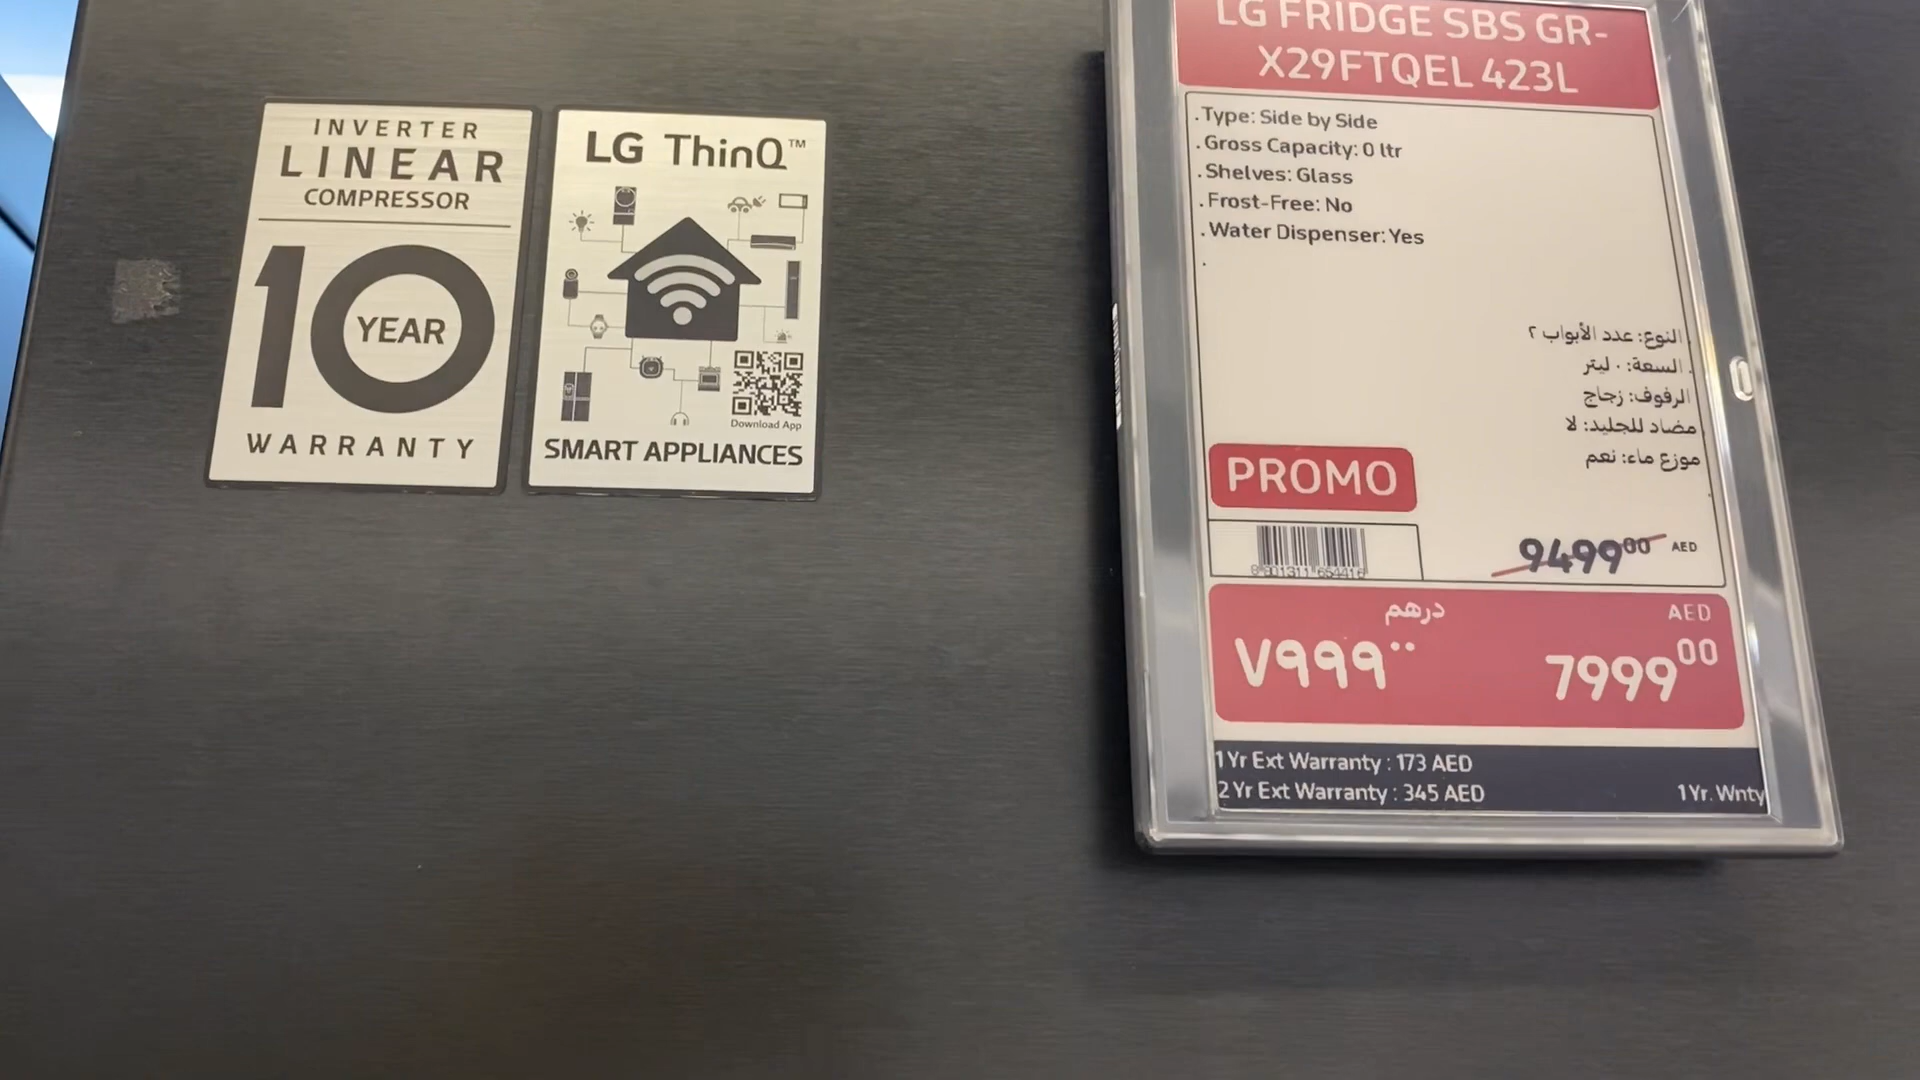 INVERTER
LINEAR
COMPRESSOR
10
YEAR
WARRANTY
LG ThinQ™
Download App
SMART APPLIANCES
LG FRIDGE SBS GR-
X29FTQEL 423L
. Type: Side by Side
. Gross Capacity: 0 ltr
. Shelves: Glass
. Frost-Free: No
. Water Dispenser: Yes
.
النوع: عدد الأبواب ٢
. السعة: ٠ ليتر
الرفوف: زجاج
مضاد للجليد: لا
موزع ماء: نعم
.
PROMO
9499⁰⁰ AED
درهم
٧٩٩٩٠٠
AED
7999⁰⁰
1 Yr Ext Warranty : 173 AED
2 Yr Ext Warranty : 345 AED
1 Yr. Wnty